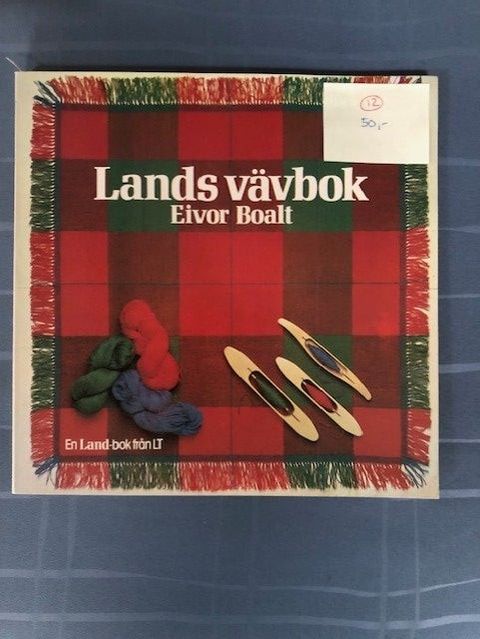 12
50,-
Lands vävbok
Eivor Boalt
En Land-bok från LT